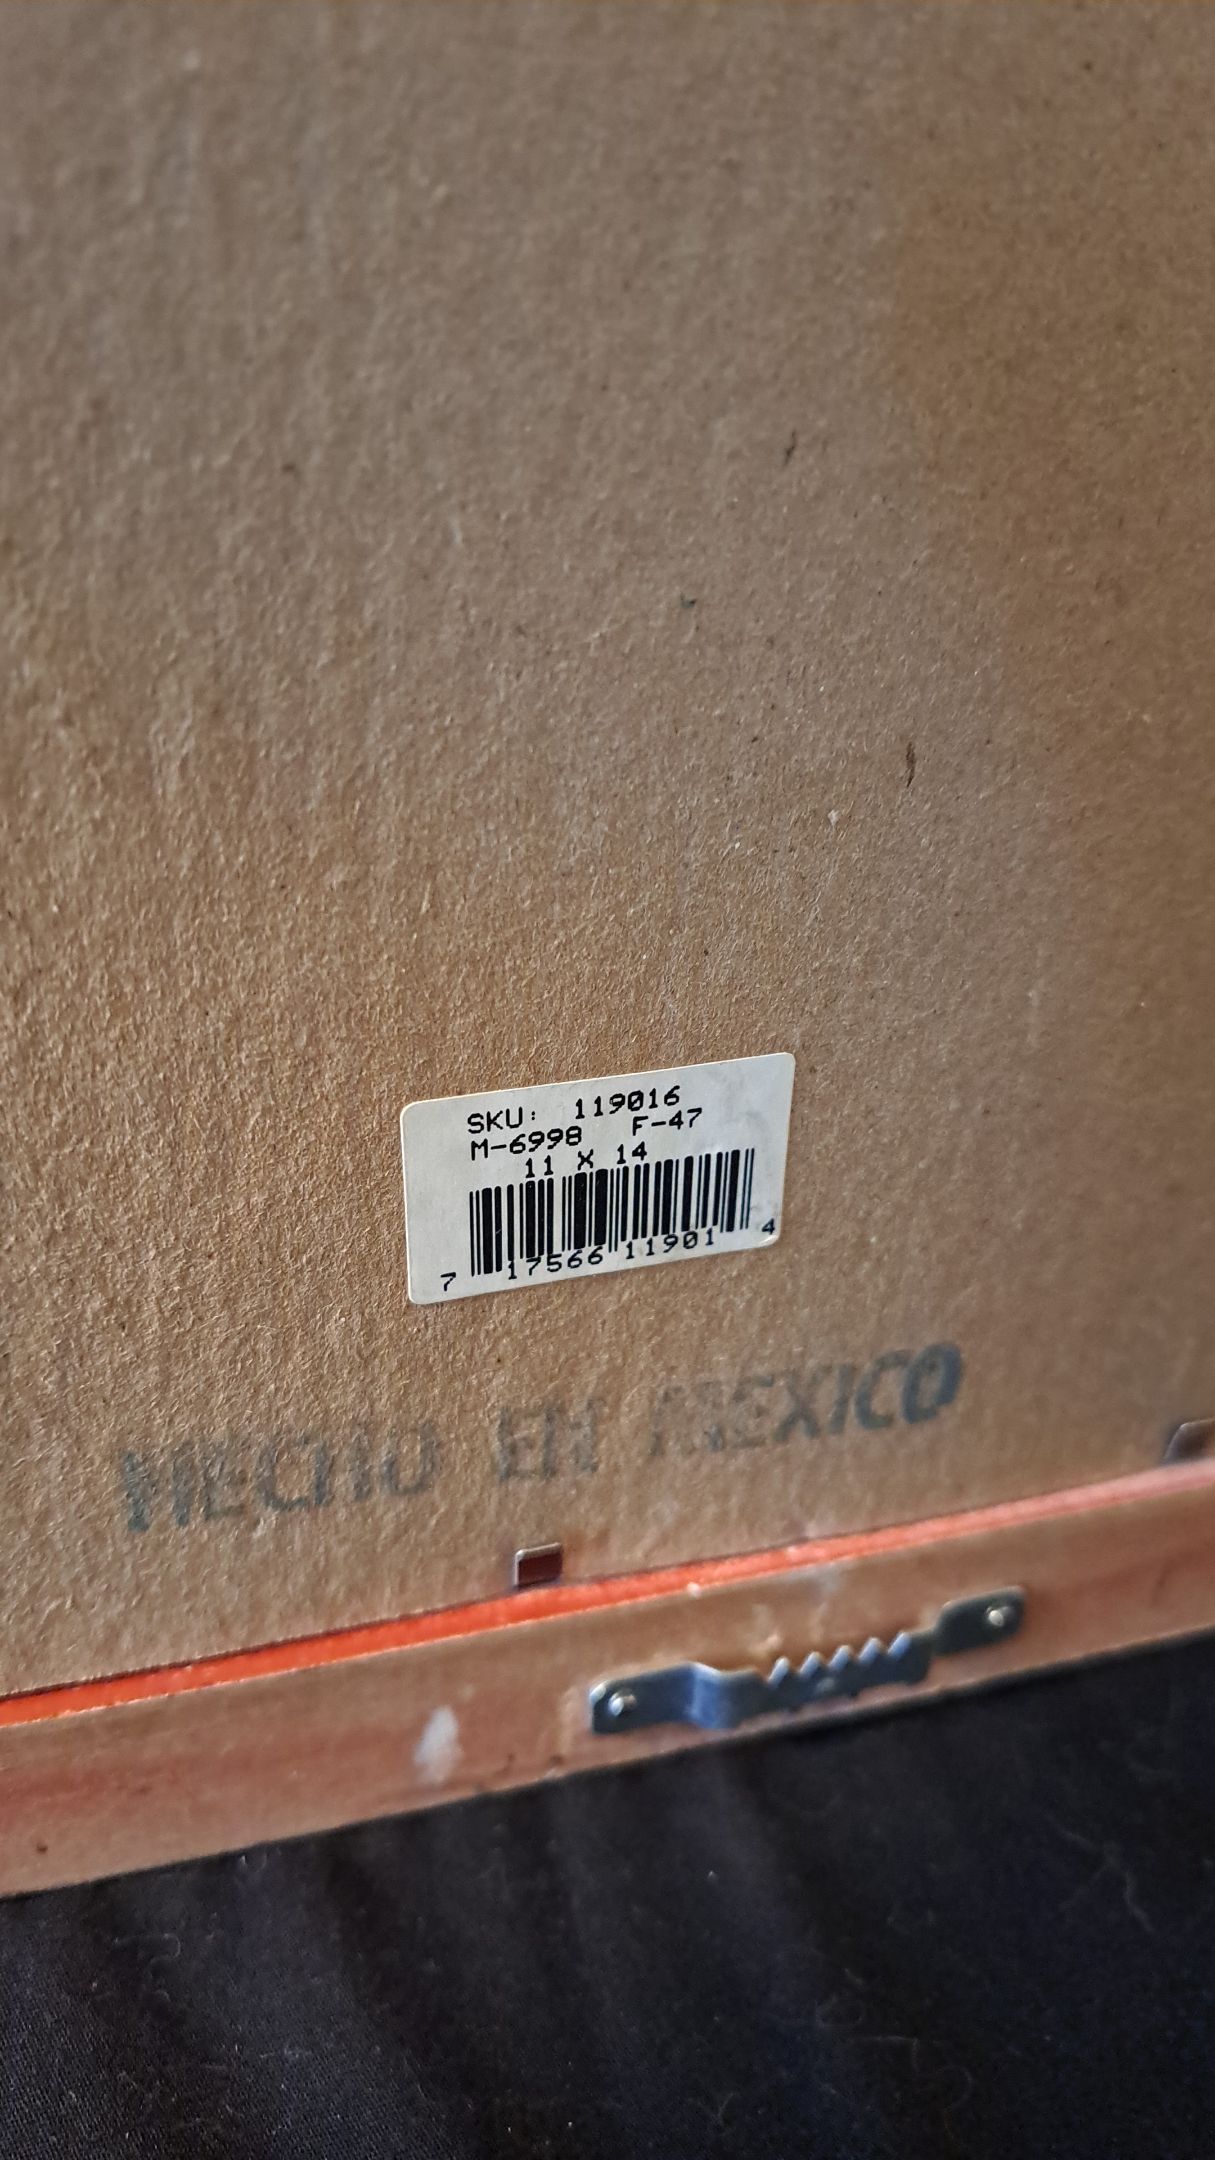 SKU: 119016
M-6998 F-47
11 X 14
7 17566 11901 4
HECHO EN MEXICO